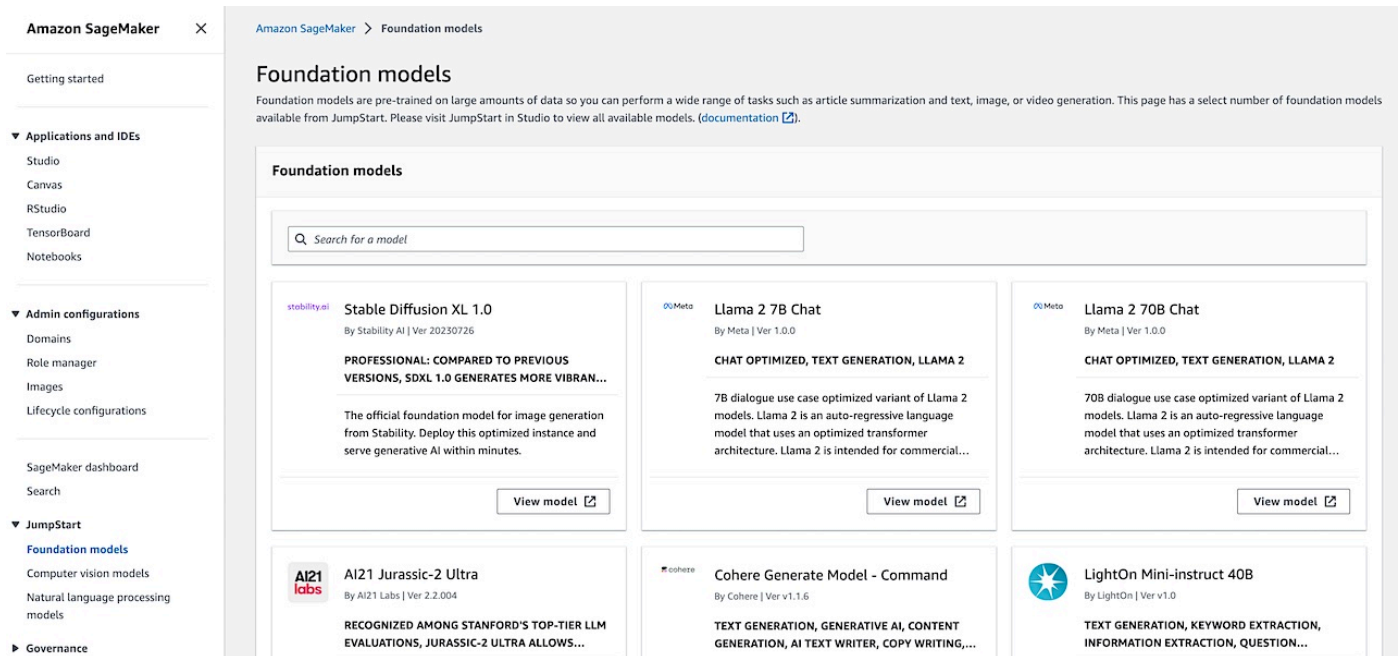 Amazon SageMaker
Getting started
Applications and IDEs
Studio
Canvas
RStudio
TensorBoard
Notebooks
Admin configurations
Domains
Role manager
Images
Lifecycle configurations
SageMaker dashboard
Search
JumpStart
Foundation models
Computer vision models
Natural language processing
models
Governance
Amazon SageMaker > Foundation models
Foundation models
Foundation models are pre-trained on large amounts of data so you can perform a wide range of tasks such as article summarization and text, image, or video generation. This page has a select number of foundation models
available from JumpStart. Please visit JumpStart in Studio to view all available models. (documentation).
Foundation models
Search for a model
stability.ai
Stable Diffusion XL 1.0
By Stability AI | Ver 20230726
PROFESSIONAL: COMPARED TO PREVIOUS
VERSIONS, SDXL 1.0 GENERATES MORE VIBRAN...
The official foundation model for image generation
from Stability. Deploy this optimized instance and
serve generative AI within minutes.
View model
Meta
Llama 2 7B Chat
By Meta | Ver 1.0.0
CHAT OPTIMIZED, TEXT GENERATION, LLAMA 2
7B dialogue use case optimized variant of Llama 2
models. Llama 2 is an auto-regressive language
model that uses an optimized transformer
architecture. Llama 2 is intended for commercial...
View model
Meta
Llama 2 70B Chat
By Meta | Ver 1.0.0
CHAT OPTIMIZED, TEXT GENERATION, LLAMA 2
70B dialogue use case optimized variant of Llama 2
models. Llama 2 is an auto-regressive language
model that uses an optimized transformer
architecture. Llama 2 is intended for commercial...
View model
AI21
labs
AI21 Jurassic-2 Ultra
By AI21 Labs | Ver 2.2.004
RECOGNIZED AMONG STANFORD'S TOP-TIER LLM
EVALUATIONS, JURASSIC-2 ULTRA ALLOWS...
cohere
Cohere Generate Model - Command
By Cohere | Ver v1.1.6
TEXT GENERATION, GENERATIVE AI, CONTENT
GENERATION, AI TEXT WRITER, COPY WRITING,...
LightOn Mini-instruct 40B
By LightOn | Ver v1.0
TEXT GENERATION, KEYWORD EXTRACTION,
INFORMATION EXTRACTION, QUESTION...